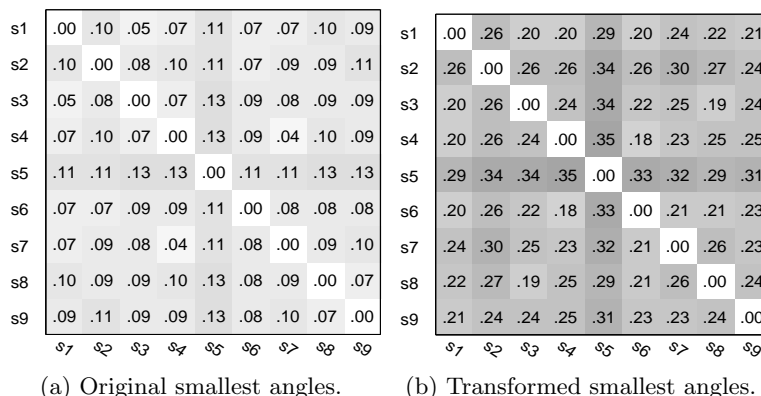 s1 .00 .10 .05 .07 .11 .07 .07 .10 .09
s2 .10 .00 .08 .10 .11 .07 .09 .09 .11
s3 .05 .08 .00 .07 .13 .09 .08 .09 .09
s4 .07 .10 .07 .00 .13 .09 .04 .10 .09
s5 .11 .11 .13 .13 .00 .11 .11 .13 .13
s6 .07 .07 .09 .09 .11 .00 .08 .08 .08
s7 .07 .09 .08 .04 .11 .08 .00 .09 .10
s8 .10 .09 .09 .10 .13 .08 .09 .00 .07
s9 .09 .11 .09 .09 .13 .08 .10 .07 .00
s1 s2 s3 s4 s5 s6 s7 s8 s9
(a) Original smallest angles.
s1 .00 .26 .20 .20 .29 .20 .24 .22 .21
s2 .26 .00 .26 .26 .34 .26 .30 .27 .24
s3 .20 .26 .00 .24 .34 .22 .25 .19 .24
s4 .20 .26 .24 .00 .35 .18 .23 .25 .25
s5 .29 .34 .34 .35 .00 .33 .32 .29 .31
s6 .20 .26 .22 .18 .33 .00 .21 .21 .23
s7 .24 .30 .25 .23 .32 .21 .00 .26 .23
s8 .22 .27 .19 .25 .29 .21 .26 .00 .24
s9 .21 .24 .24 .25 .31 .23 .23 .24 .00
s1 s2 s3 s4 s5 s6 s7 s8 s9
(b) Transformed smallest angles.